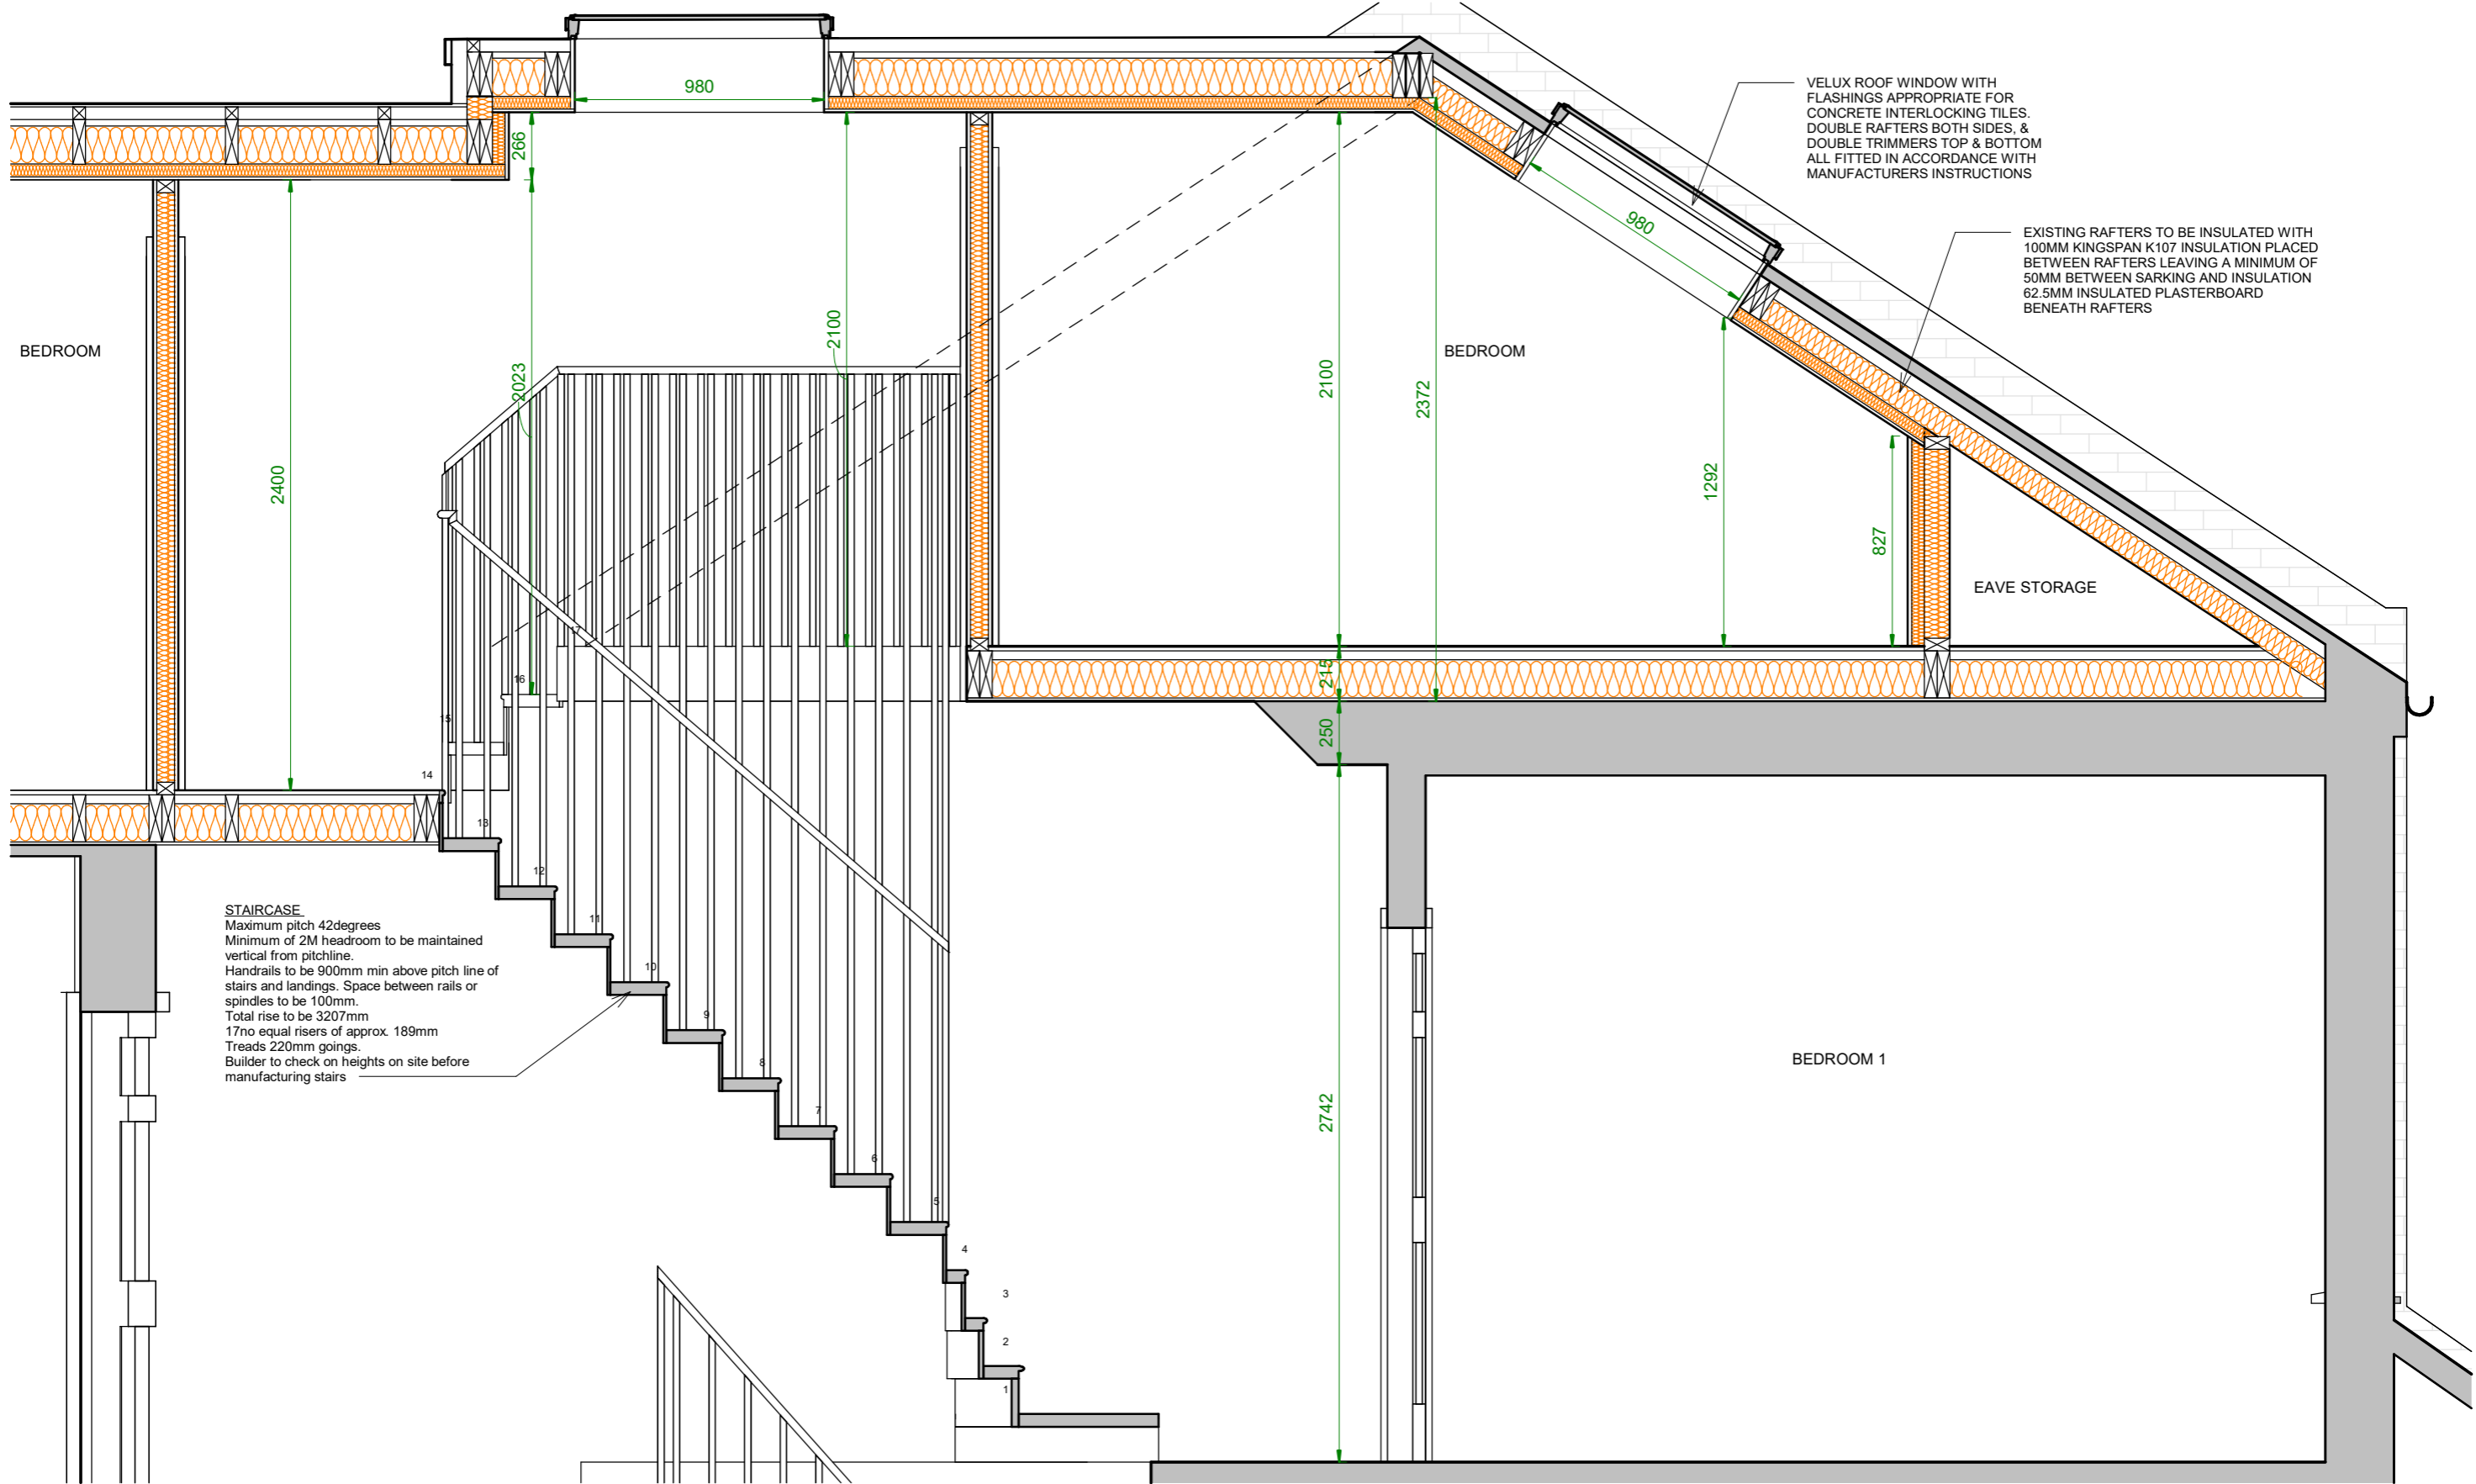 980
VELUX ROOF WINDOW WITH
FLASHINGS APPROPRIATE FOR
CONCRETE INTERLOCKING TILES.
DOUBLE RAFTERS BOTH SIDES, &
DOUBLE TRIMMERS TOP & BOTTOM
ALL FITTED IN ACCORDANCE WITH
MANUFACTURERS INSTRUCTIONS
266
980
EXISTING RAFTERS TO BE INSULATED WITH
100MM KINGSPAN K107 INSULATION PLACED
BETWEEN RAFTERS LEAVING A MINIMUM OF
50MM BETWEEN SARKING AND INSULATION
62.5MM INSULATED PLASTERBOARD
BENEATH RAFTERS
BEDROOM
2400
2023
2100
BEDROOM
2100
2372
1292
827
EAVE STORAGE
215
250
17
16
15
14
13
12
11
10
9
8
7
6
5
4
3
2
1
STAIRCASE
Maximum pitch 42degrees
Minimum of 2M headroom to be maintained
vertical from pitchline.
Handrails to be 900mm min above pitch line of
stairs and landings. Space between rails or
spindles to be 100mm.
Total rise to be 3207mm
17no equal risers of approx. 189mm
Treads 220mm goings.
Builder to check on heights on site before
manufacturing stairs
2742
BEDROOM 1